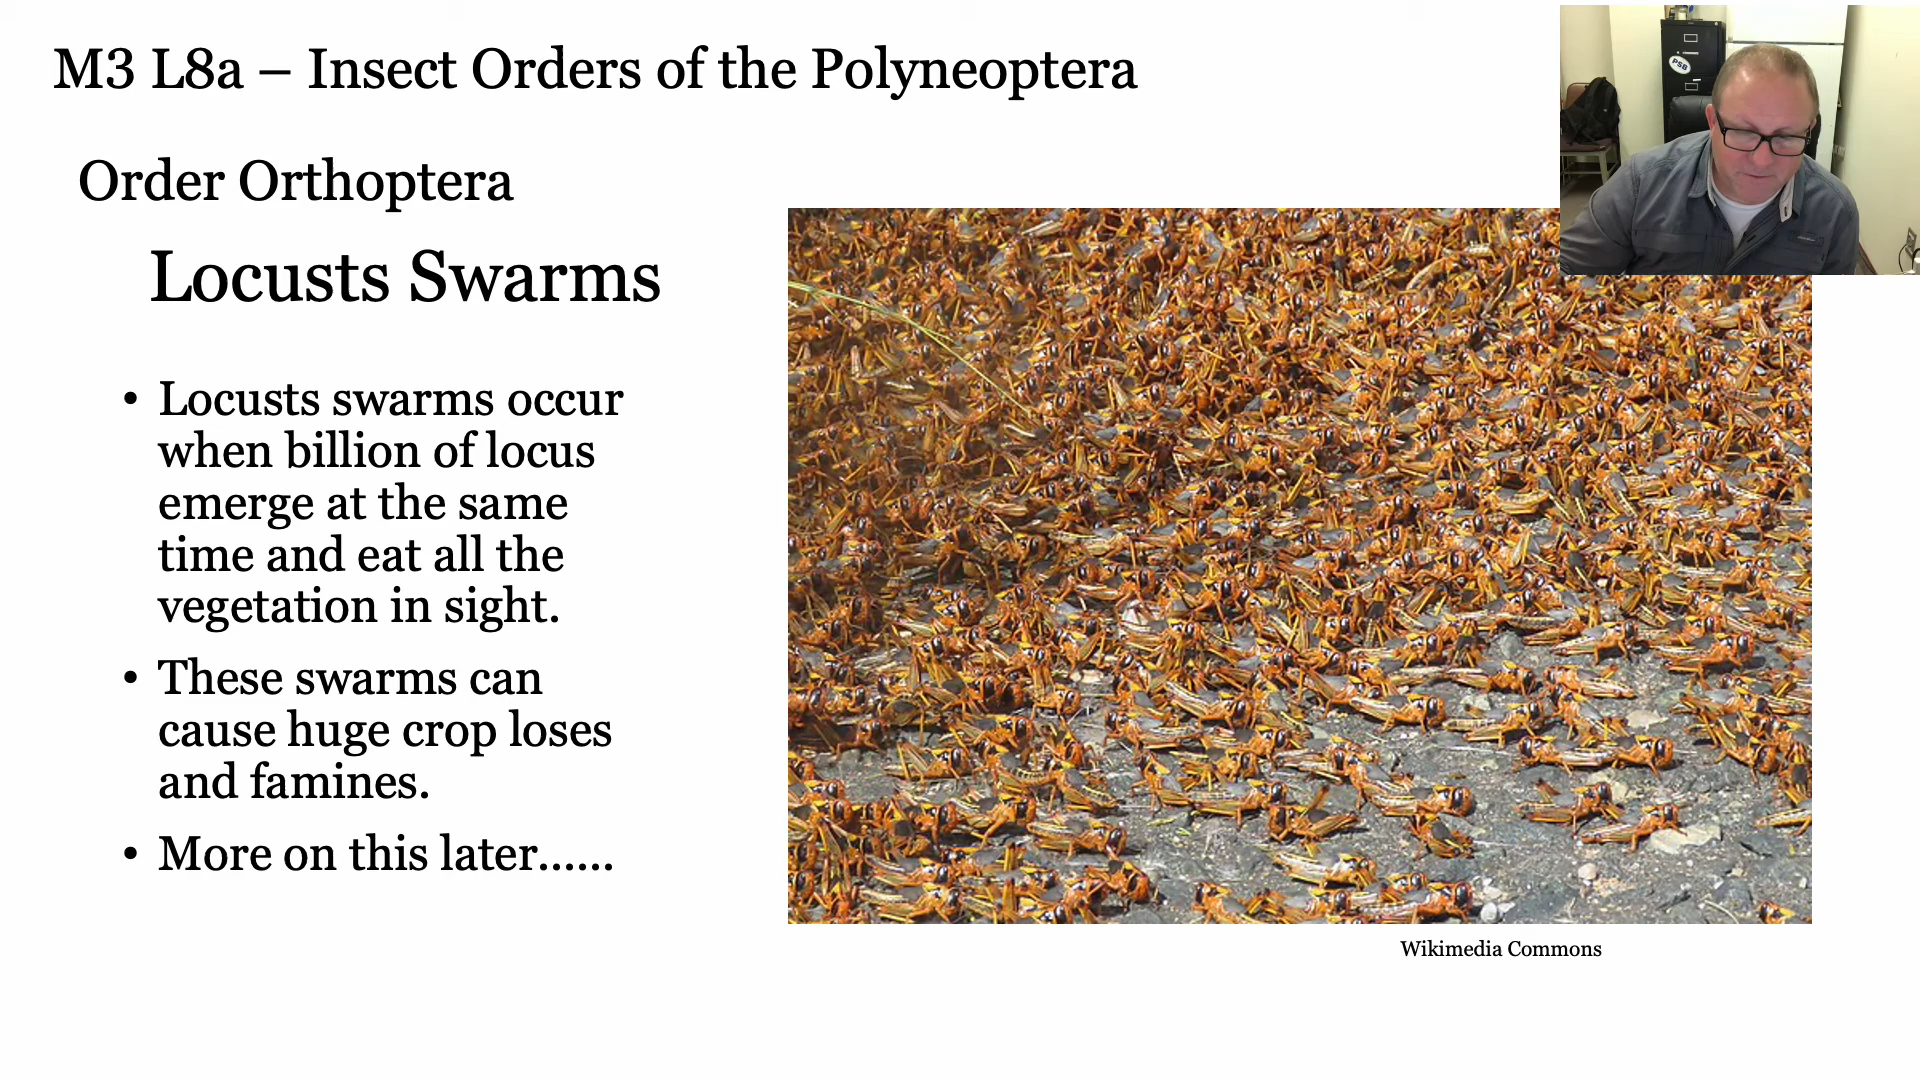 M3 L8a – Insect Orders of the Polyneoptera
PSB
Order Orthoptera
Locusts Swarms
• Locusts swarms occur
when billion of locus
emerge at the same
time and eat all the
vegetation in sight.
• These swarms can
cause huge crop loses
and famines.
• More on this later......
Wikimedia Commons